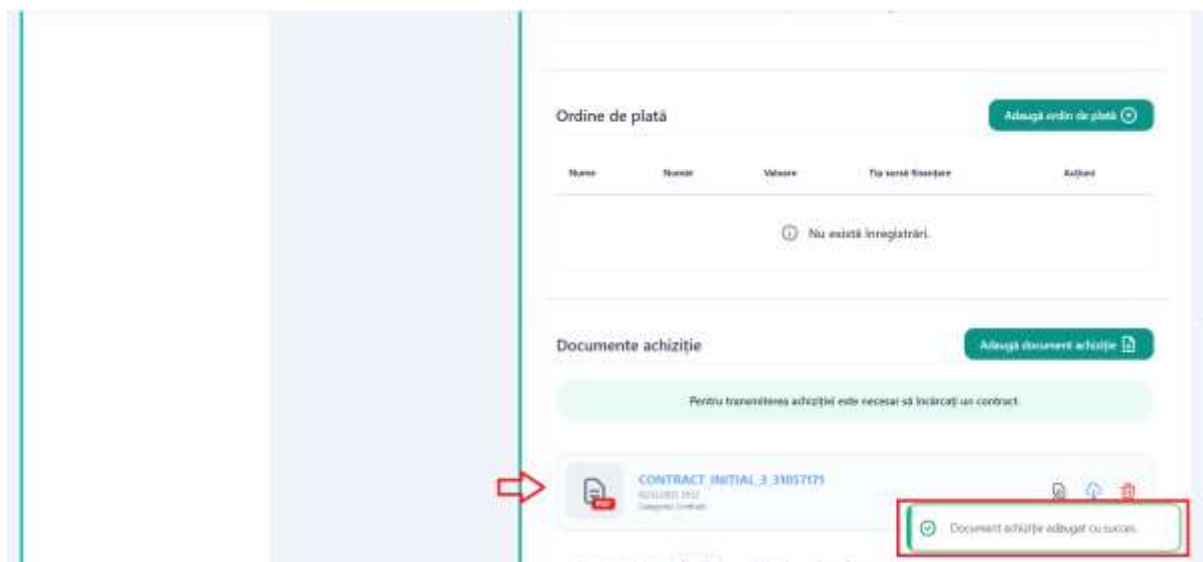 Ordine de plată
Adaugă ordin de plată
Nume Număr Valoare Tip sursă finanțare Acțiuni
Nu există înregistrări.
Documente achiziție
Adaugă document achiziție
Pentru transmiterea achiziției este necesar să încărcați un contract.
CONTRACT_INITIAL_3_31057171
Categorie: Contract
PDF
Document achiziție adăugat cu succes.